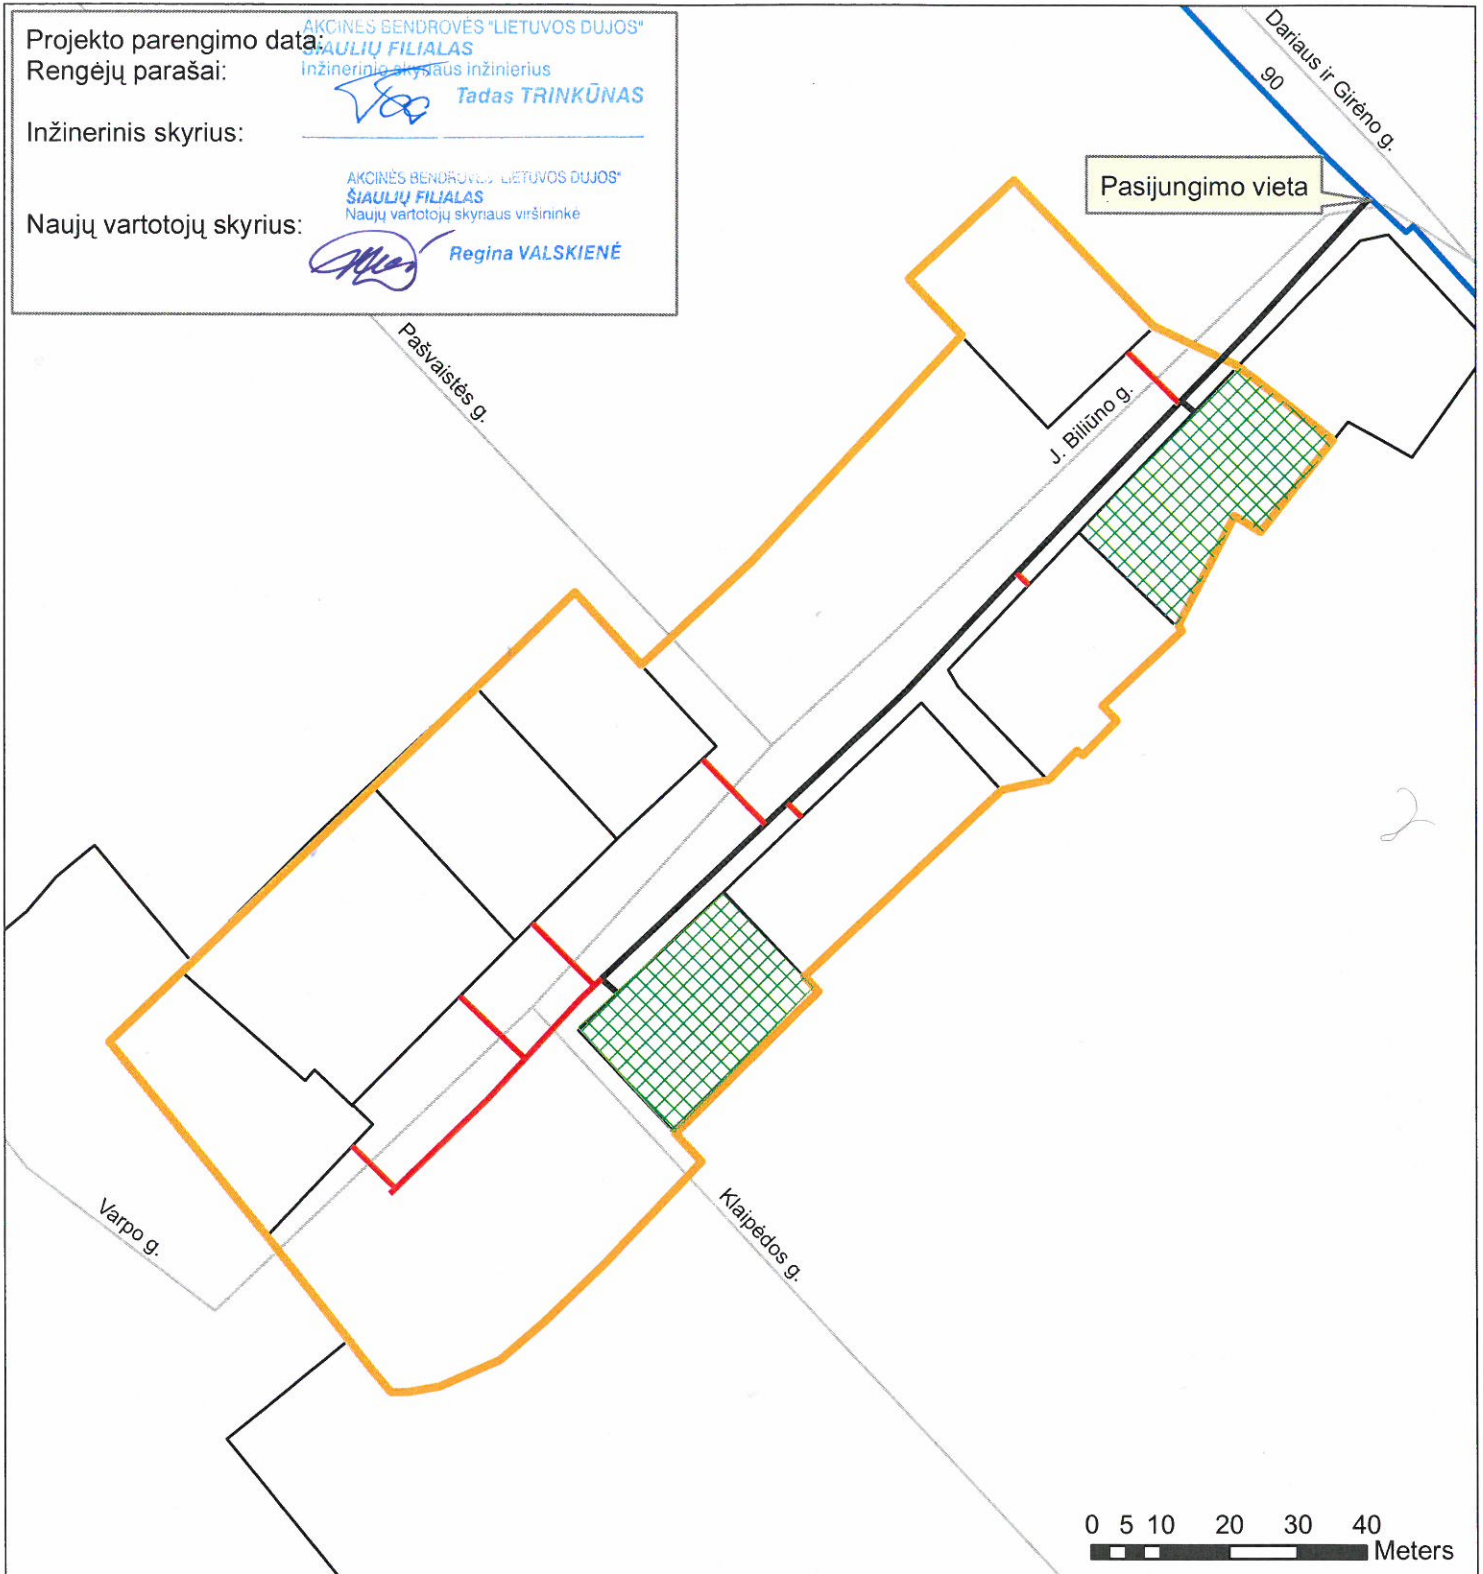 Projekto parengimo data:
AKCINĖS BENDROVĖS "LIETUVOS DUJOS"
ŠIAULIŲ FILIALAS
Rengėjų parašai:
Inžinerinio skyriaus inžinierius
Tadas TRINKŪNAS
Inžinerinis skyrius:
AKCINĖS BENDROVĖS LIETUVOS DUJOS"
ŠIAULIŲ FILIALAS
Naujų vartotojų skyriaus viršininkė
Naujų vartotojų skyrius:
Regina VALSKIENĖ
Dariaus ir Girėno g.
90
Pasijungimo vieta
Pašvaistės g.
J. Biliūno g.
Varpo g.
Klaipėdos g.
0 5 10 20 30 40
Meters